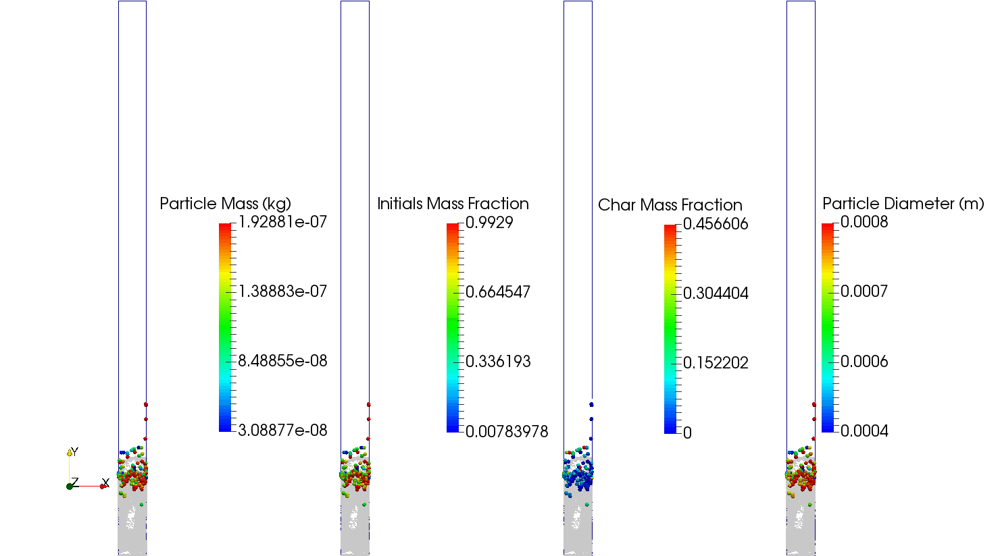 Particle Mass (kg)
1.92881e-07
1.38883e-07
8.48855e-08
3.08877e-08
Initials Mass Fraction
0.9929
0.664547
0.336193
0.00783978
Char Mass Fraction
0.456606
0.304404
0.152202
0
Particle Diameter (m)
0.0008
0.0007
0.0006
0.0004
Y
Z
X